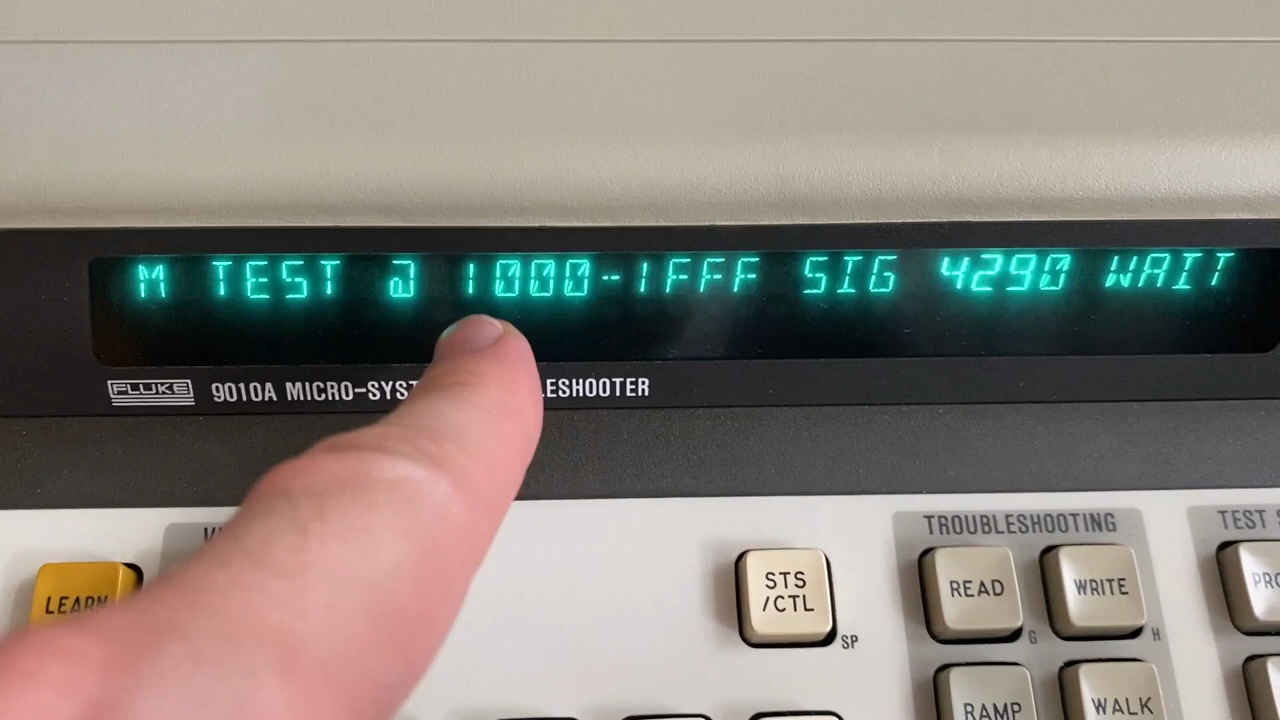 M TEST @ 1000-1FFF SIG 4290 WAIT
FLUKE 9010A MICRO-SYST LESHOOTER
TROUBLESHOOTING
TEST
LEARN
STS
/CTL
SP
READ
G
WRITE
H
RAMP
WALK